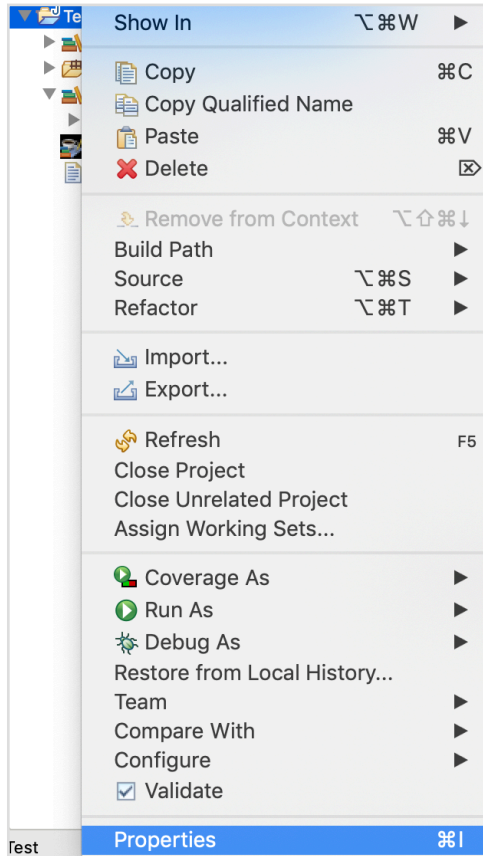 Te
Show In ⌥⌘W ▶
Copy ⌘C
Copy Qualified Name
Paste ⌘V
Delete ⌦
Remove from Context ⌥⇧⌘↓
Build Path ▶
Source ⌥⌘S ▶
Refactor ⌥⌘T ▶
Import...
Export...
Refresh F5
Close Project
Close Unrelated Project
Assign Working Sets...
Coverage As ▶
Run As ▶
Debug As ▶
Restore from Local History...
Team ▶
Compare With ▶
Configure ▶
Validate
Properties ⌘I
Test